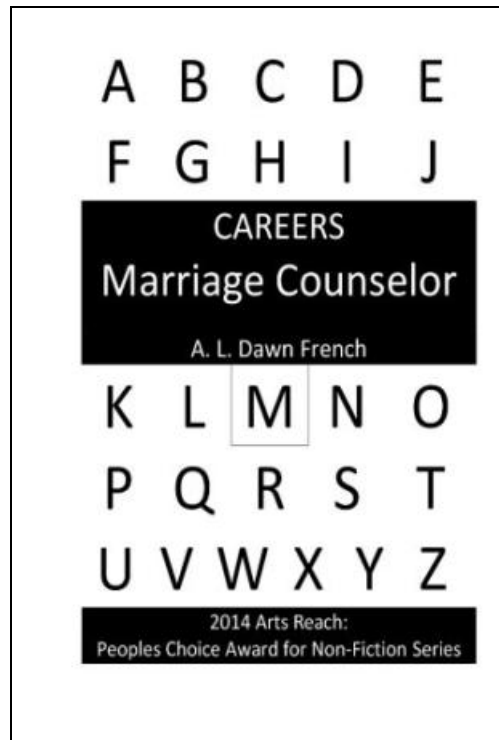 A B C D E
F G H I J
CAREERS
Marriage Counselor
A. L. Dawn French
K L M N O
P Q R S T
U V W X Y Z
2014 Arts Reach:
Peoples Choice Award for Non-Fiction Series